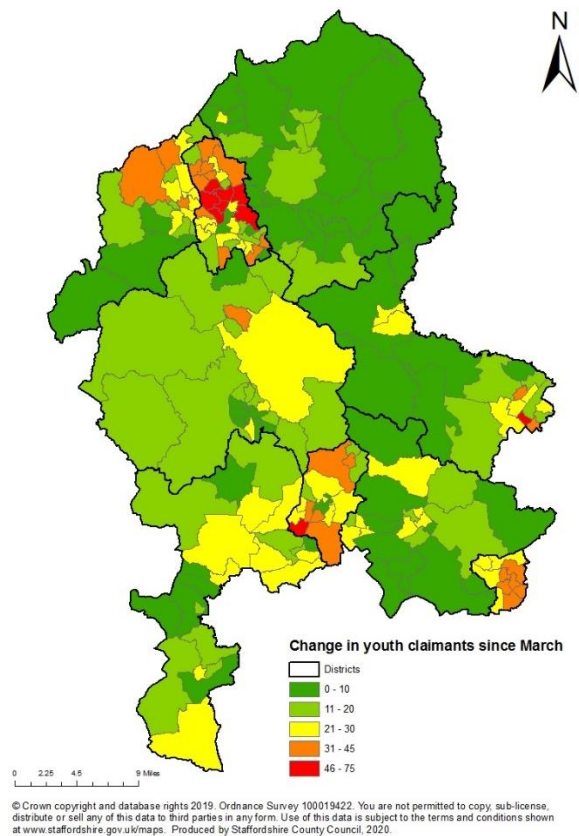 N
Change in youth claimants since March
Districts
0 - 10
11 - 20
21 - 30
31 - 45
46 - 75
0 2.25 4.5 9 Miles
© Crown copyright and database rights 2019. Ordnance Survey 100019422. You are not permitted to copy, sub-license,
distribute or sell any of this data to third parties in any form. Use of this data is subject to the terms and conditions shown
at www.staffordshire.gov.uk/maps. Produced by Staffordshire County Council, 2020.